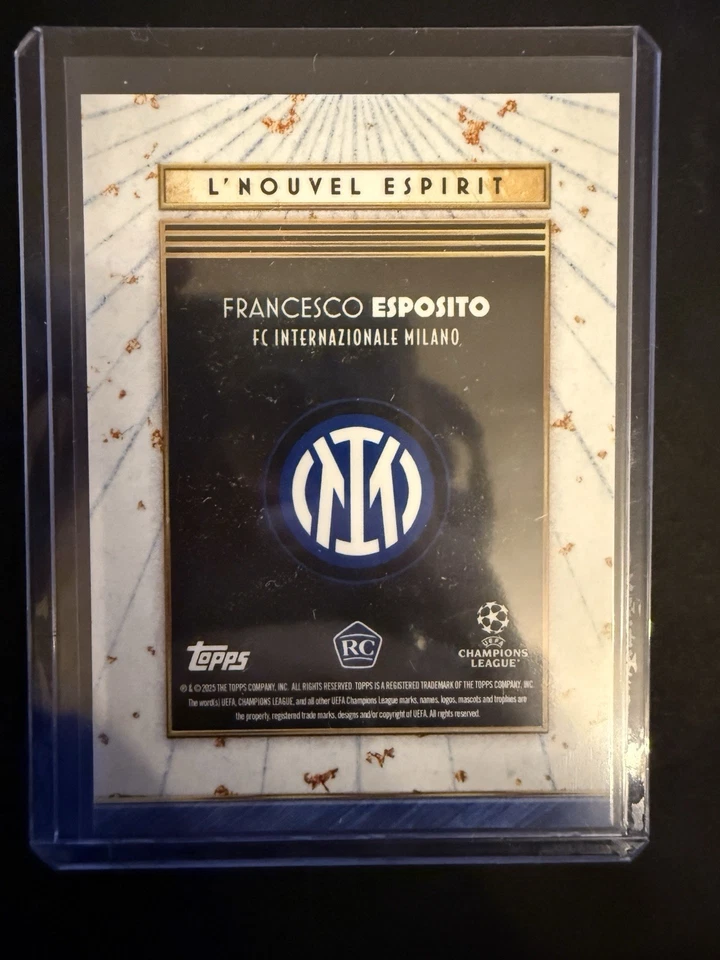 L'NOUVEL ESPIRIT
FRANCESCO ESPOSITO
FC INTERNAZIONALE MILANO
IM
topps
RC
UEFA
CHAMPIONS
LEAGUE®
® & © 2025 THE TOPPS COMPANY, INC. ALL RIGHTS RESERVED. TOPPS IS A REGISTERED TRADEMARK OF THE TOPPS COMPANY, INC.
The word(s) UEFA, CHAMPIONS LEAGUE, and all other UEFA Champions League marks, names, logos, mascots and trophies are
the property, registered trade marks, designs and/or copyright of UEFA. All rights reserved.